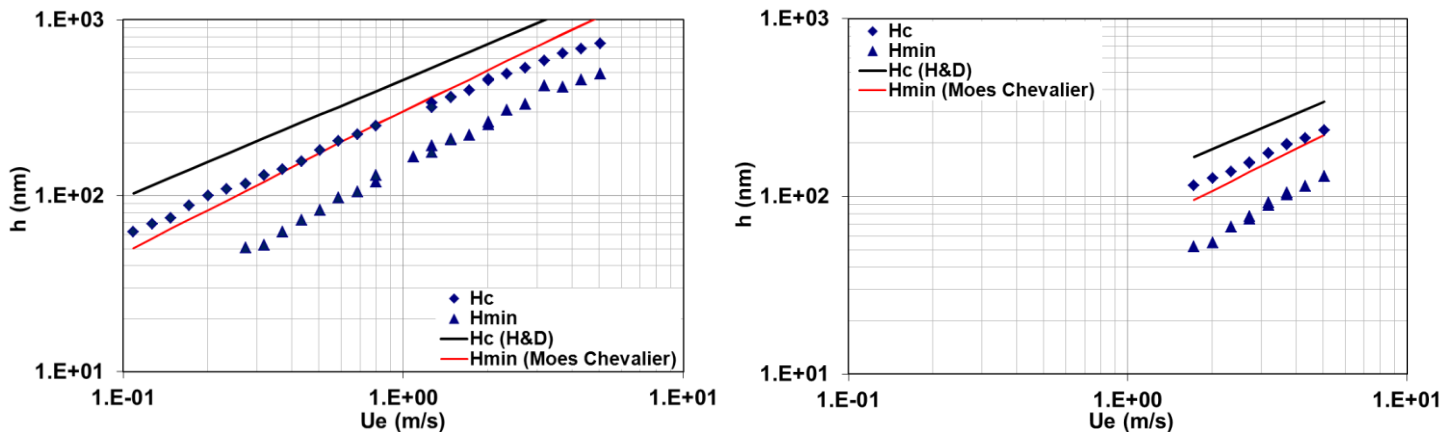 1.E+03
1.E+02
1.E+01
h (nm)
Hc
Hmin
Hc (H&D)
Hmin (Moes Chevalier)
1.E-01
1.E+00
1.E+01
Ue (m/s)
1.E+03
1.E+02
1.E+01
h (nm)
Hc
Hmin
Hc (H&D)
Hmin (Moes Chevalier)
1.E-01
1.E+00
1.E+01
Ue (m/s)